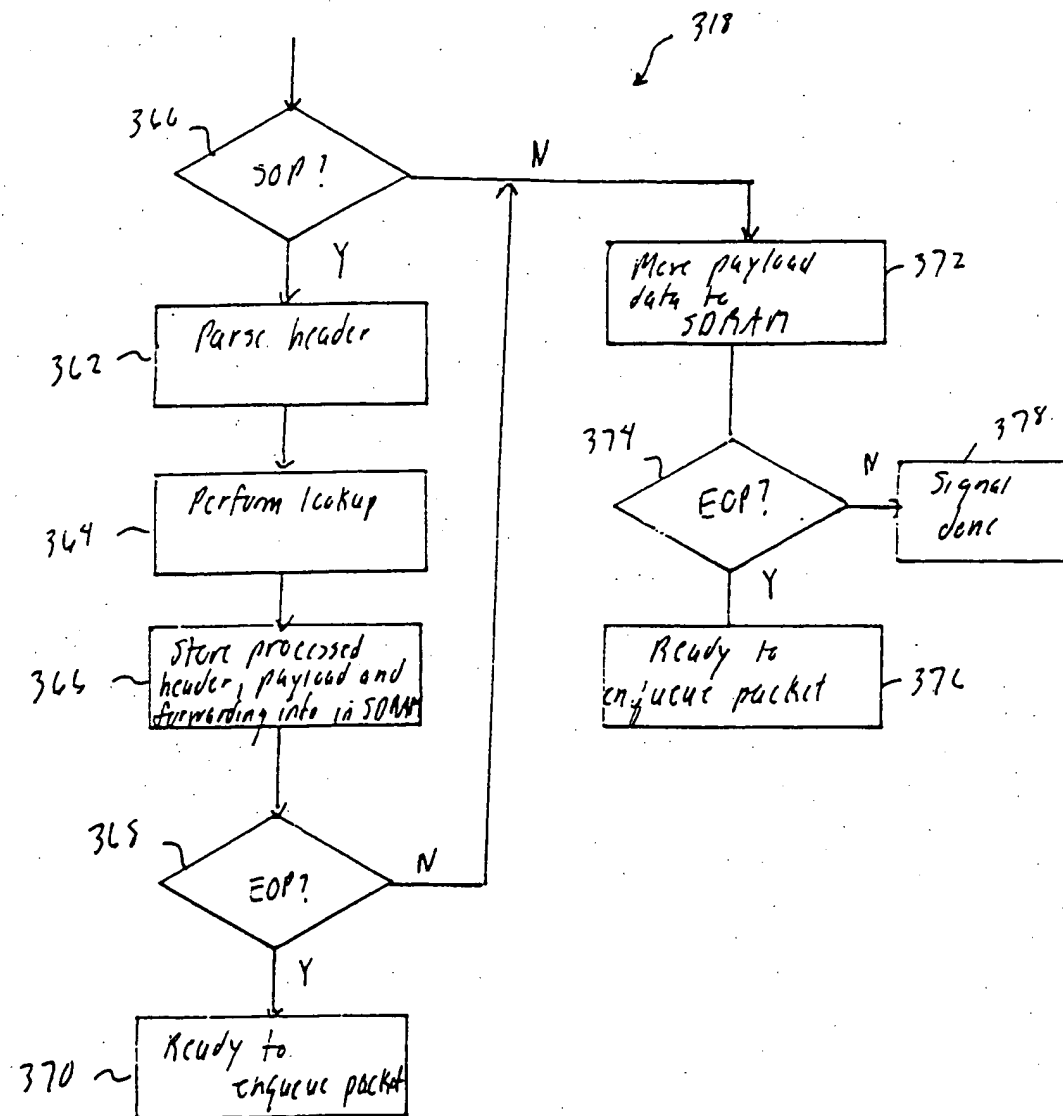 318
366
SOP?
N
Y
Move payload
data to
SDRAM
372
Parse header
362
374
EOP?
N
378
Signal
done
Perform lookup
364
Y
Ready to
enqueue packet
376
Store processed
header, payload and
forwarding info in SDRAM
366
368
EOP?
N
Y
Ready to
enqueue packet
370